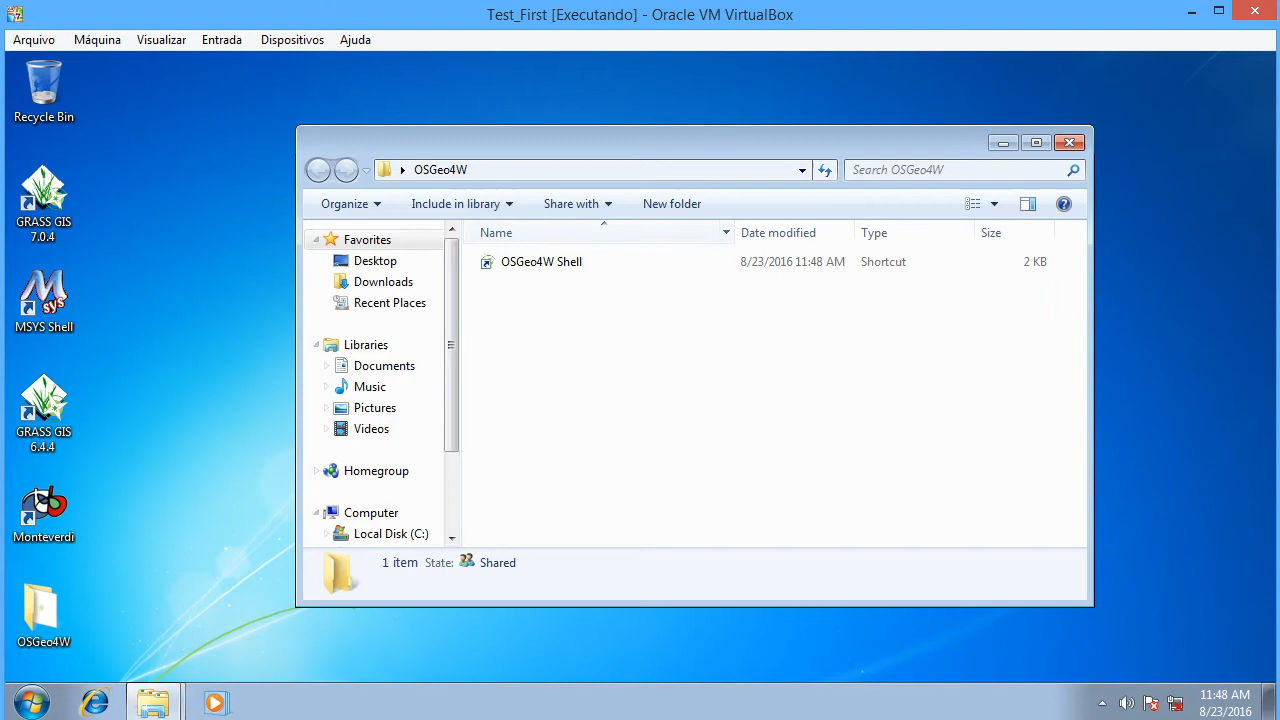 Test_First [Executando] - Oracle VM VirtualBox
Arquivo Máquina Visualizar Entrada Dispositivos Ajuda
Recycle Bin
GRASS GIS
7.0.4
MSYS Shell
GRASS GIS
6.4.4
Monteverdi
OSGeo4W
OSGeo4W
Search OSGeo4W
Organize Include in library Share with New folder
Favorites
Desktop
Downloads
Recent Places
Libraries
Documents
Music
Pictures
Videos
Homegroup
Computer
Local Disk (C:)
Name Date modified Type Size
OSGeo4W Shell 8/23/2016 11:48 AM Shortcut 2 KB
1 item State: Shared
11:48 AM
8/23/2016